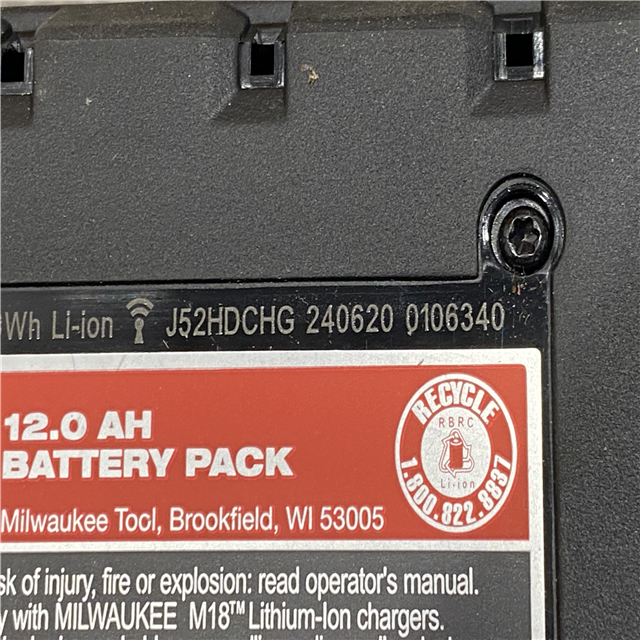 Wh Li-ion J52HDCHG 240620 0106340
12.0 AH
BATTERY PACK
Milwaukee Tool, Brookfield, WI 53005
RECYCLE
RBRC
Li-ion
1.800.822.8837
sk of injury, fire or explosion: read operator's manual.
y with MILWAUKEE M18™ Lithium-Ion chargers.